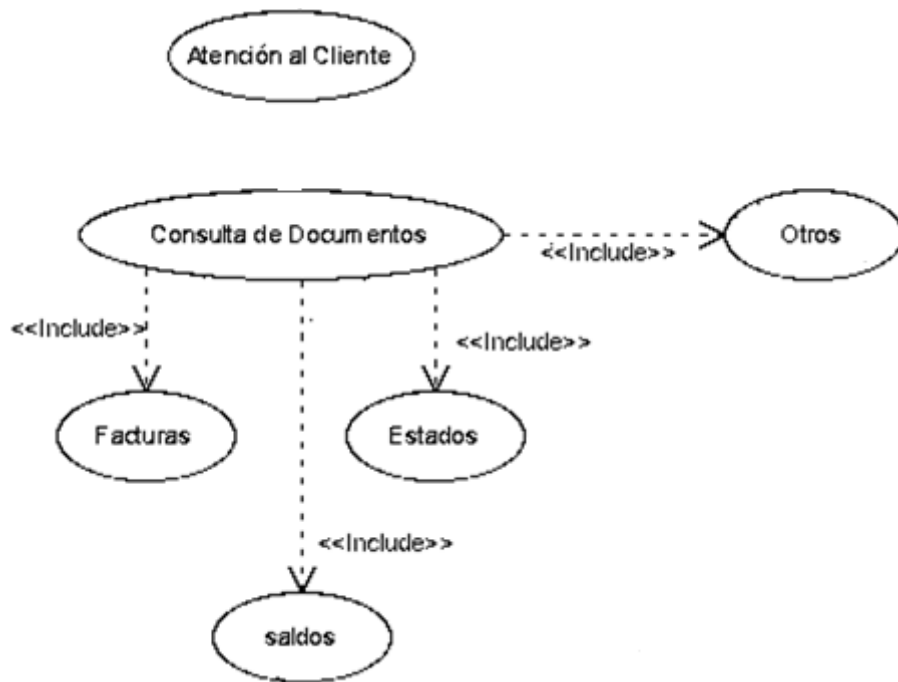 Atención al Cliente
Consulta de Documentos
<<Include>>
Otros
<<Include>>
<<Include>>
Facturas
Estados
<<Include>>
saldos